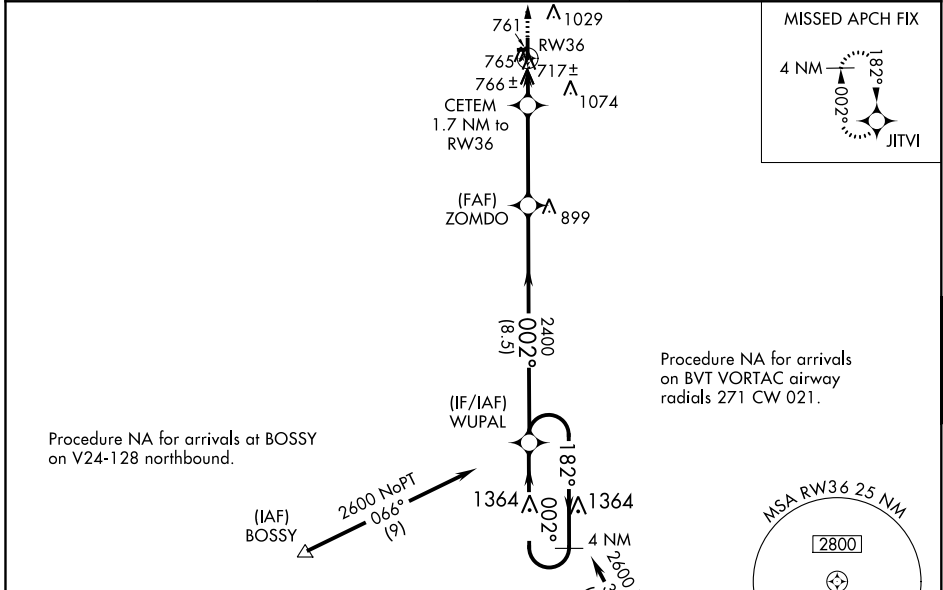 1029
761
RW36
765
717±
766±
1074
CETEM
1.7 NM to
RW36
MISSED APCH FIX
4 NM
182°
002°
JITVI
(FAF)
ZOMDO
899
2400
002°
(8.5)
Procedure NA for arrivals
on BVT VORTAC airway
radials 271 CW 021.
(IF/IAF)
WUPAL
182°
Procedure NA for arrivals at BOSSY
on V24-128 northbound.
2600 NoPT
066°
(9)
(IAF)
BOSSY
1364
002°
1364
4 NM
2600
MSA RW36 25 NM
2800